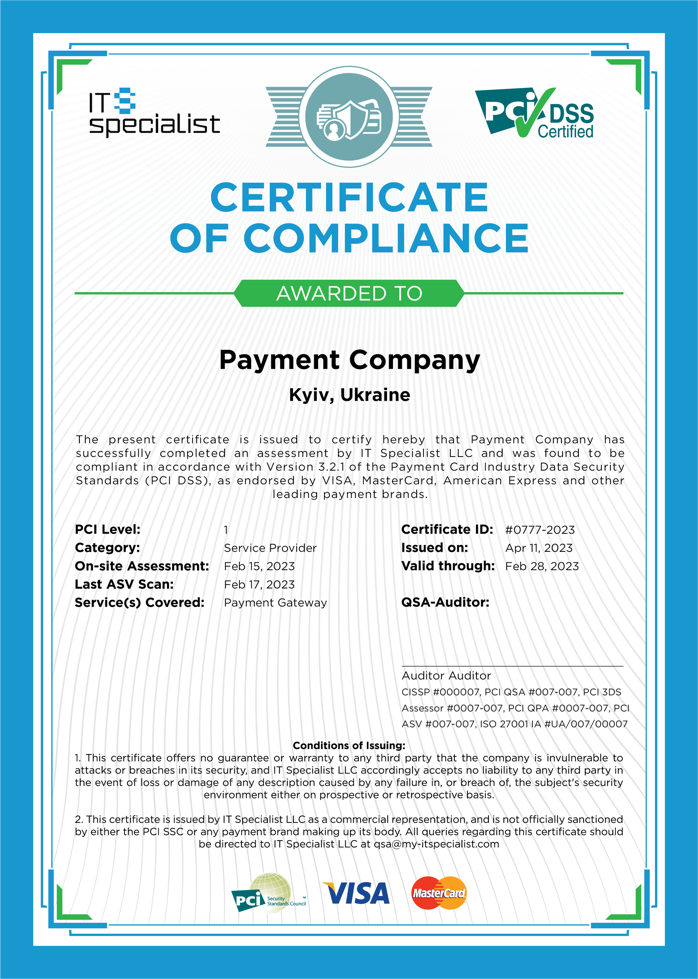 IT S
specialist
PCI DSS
Certified
CERTIFICATE
OF COMPLIANCE
AWARDED TO
Payment Company
Kyiv, Ukraine
The present certificate is issued to certify hereby that Payment Company has
successfully completed an assessment by IT Specialist LLC and was found to be
compliant in accordance with Version 3.2.1 of the Payment Card Industry Data Security
Standards (PCI DSS), as endorsed by VISA, MasterCard, American Express and other
leading payment brands.
PCI Level: 1
Category: Service Provider
On-site Assessment: Feb 15, 2023
Last ASV Scan: Feb 17, 2023
Service(s) Covered: Payment Gateway
Certificate ID: #0777-2023
Issued on: Apr 11, 2023
Valid through: Feb 28, 2023
QSA-Auditor:
Auditor Auditor
CISSP #000007, PCI QSA #007-007, PCI 3DS
Assessor #0007-007, PCI QPA #0007-007, PCI
ASV #007-007, ISO 27001 IA #UA/007/00007
Conditions of Issuing:
1. This certificate offers no guarantee or warranty to any third party that the company is invulnerable to
attacks or breaches in its security, and IT Specialist LLC accordingly accepts no liability to any third party in
the event of loss or damage of any description caused by any failure in, or breach of, the subject's security
environment either on prospective or retrospective basis.
2. This certificate is issued by IT Specialist LLC as a commercial representation, and is not officially sanctioned
by either the PCI SSC or any payment brand making up its body. All queries regarding this certificate should
be directed to IT Specialist LLC at qsa@my-itspecialist.com
PCI Security
Standards Council
VISA
MasterCard